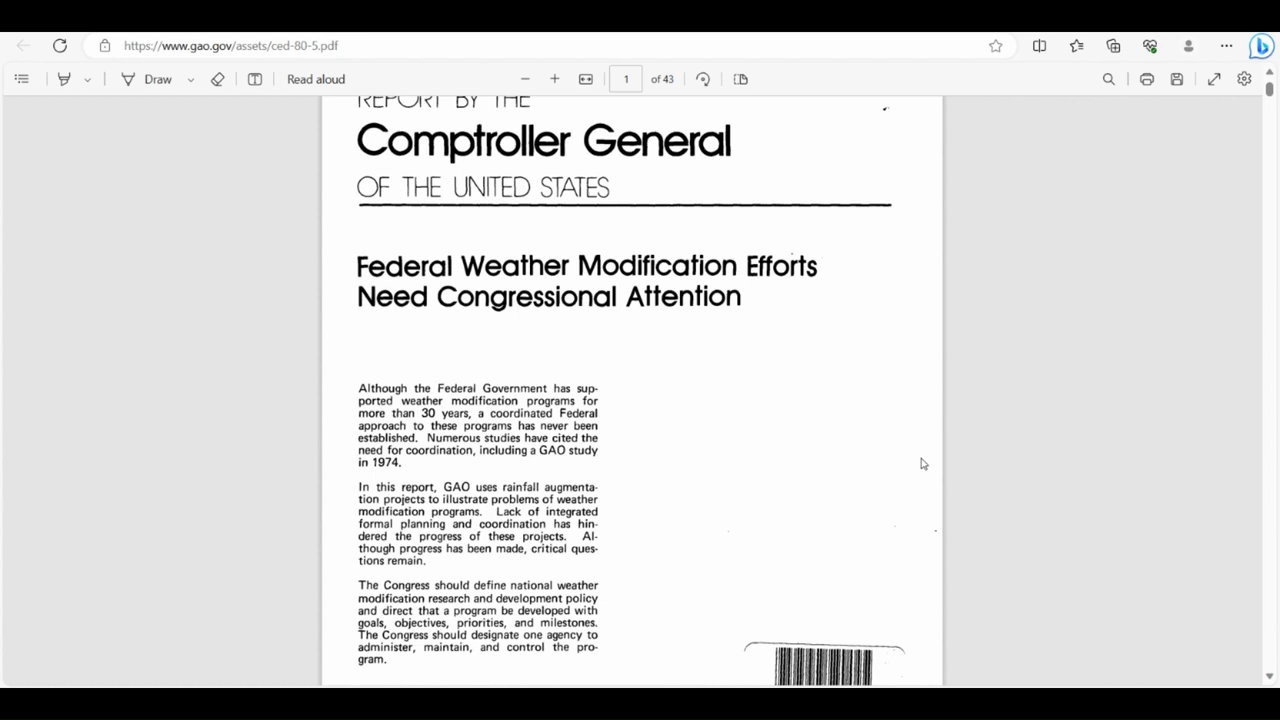 https://www.gao.gov/assets/ced-80-5.pdf
Draw
Read aloud
1 of 43
REPORT BY THE
Comptroller General
OF THE UNITED STATES
Federal Weather Modification Efforts
Need Congressional Attention
Although the Federal Government has sup-
ported weather modification programs for
more than 30 years, a coordinated Federal
approach to these programs has never been
established. Numerous studies have cited the
need for coordination, including a GAO study
in 1974.
In this report, GAO uses rainfall augmenta-
tion projects to illustrate problems of weather
modification programs. Lack of integrated
formal planning and coordination has hin-
dered the progress of these projects. Al-
though progress has been made, critical ques-
tions remain.
The Congress should define national weather
modification research and development policy
and direct that a program be developed with
goals, objectives, priorities, and milestones.
The Congress should designate one agency to
administer, maintain, and control the pro-
gram.